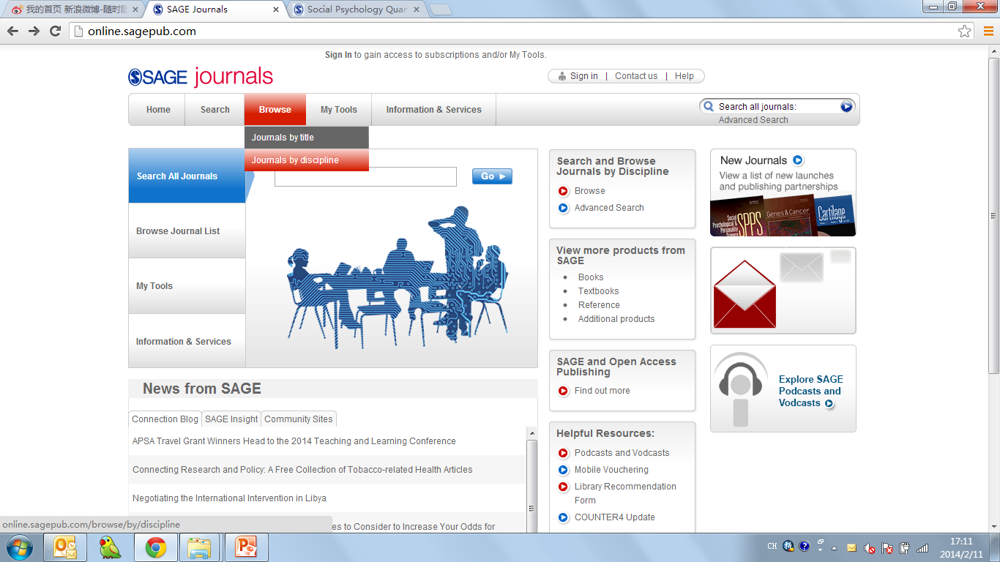 我的首页 新浪微博-随时随
SAGE Journals
Social Psychology Quar
online.sagepub.com
Sign In to gain access to subscriptions and/or My Tools.
SAGE journals
Sign in | Contact us | Help
Home
Search
Browse
My Tools
Information & Services
Search all journals:
Advanced Search
Journals by title
Journals by discipline
Search All Journals
Go
Browse Journal List
My Tools
Information & Services
Search and Browse
Journals by Discipline
Browse
Advanced Search
View more products from
SAGE
Books
Textbooks
Reference
Additional products
SAGE and Open Access
Publishing
Find out more
Helpful Resources:
Podcasts and Vodcasts
Mobile Vouchering
Library Recommendation
Form
COUNTER4 Update
New Journals
View a list of new launches
and publishing partnerships
Social
Psychological &
Personality
Science
SPPS
Genes & Cancer
Cartilage
Explore SAGE
Podcasts and
Vodcasts
News from SAGE
Connection Blog
SAGE Insight
Community Sites
APSA Travel Grant Winners Head to the 2014 Teaching and Learning Conference
Connecting Research and Policy: A Free Collection of Tobacco-related Health Articles
Negotiating the International Intervention in Libya
es to Consider to Increase Your Odds for
online.sagepub.com/browse/by/discipline
CH
17:11
2014/2/11